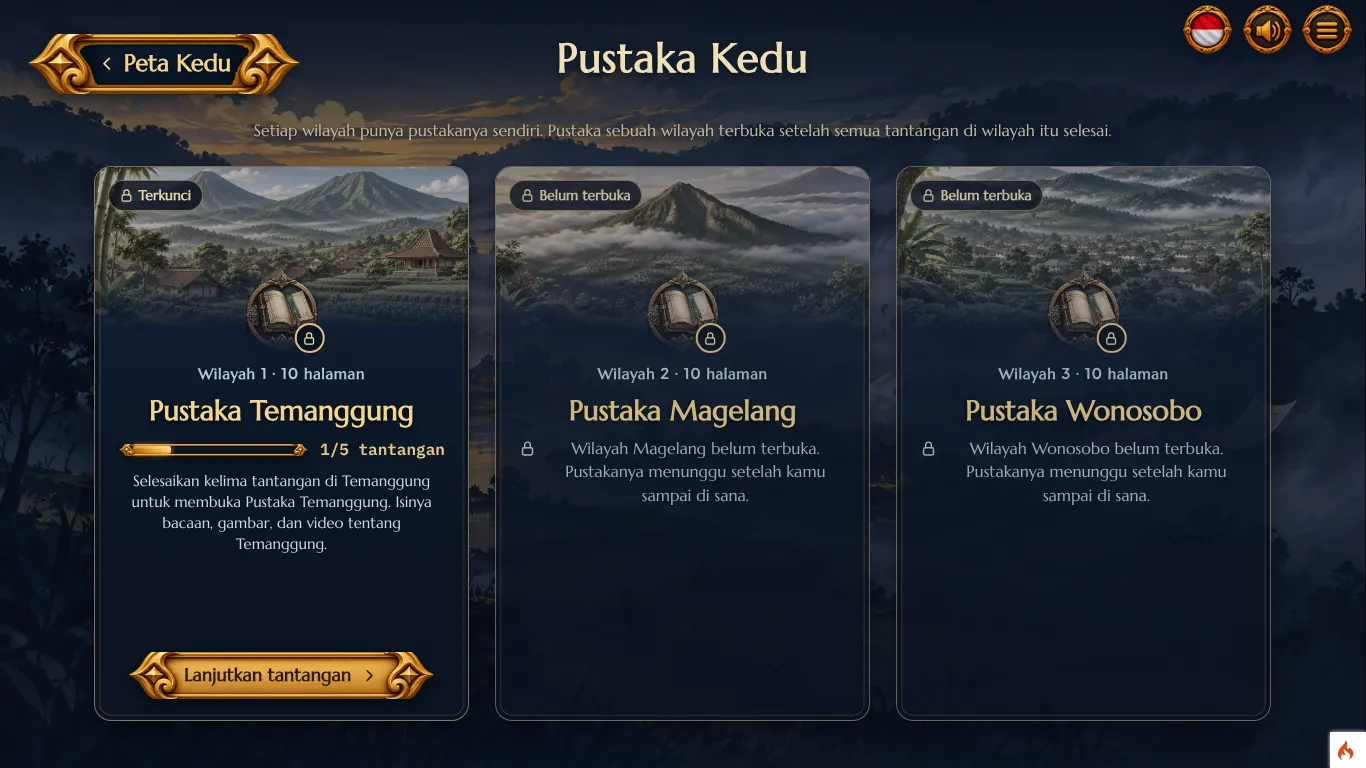 Peta Kedu
Pustaka Kedu
Setiap wilayah punya pustakanya sendiri. Pustaka sebuah wilayah terbuka setelah semua tantangan di wilayah itu selesai.
Terkunci
Wilayah 1 · 10 halaman
Pustaka Temanggung
1/5 tantangan
Selesaikan kelima tantangan di Temanggung
untuk membuka Pustaka Temanggung. Isinya
bacaan, gambar, dan video tentang
Temanggung.
Lanjutkan tantangan
Belum terbuka
Wilayah 2 · 10 halaman
Pustaka Magelang
Wilayah Magelang belum terbuka.
Pustakanya menunggu setelah kamu
sampai di sana.
Belum terbuka
Wilayah 3 · 10 halaman
Pustaka Wonosobo
Wilayah Wonosobo belum terbuka.
Pustakanya menunggu setelah kamu
sampai di sana.